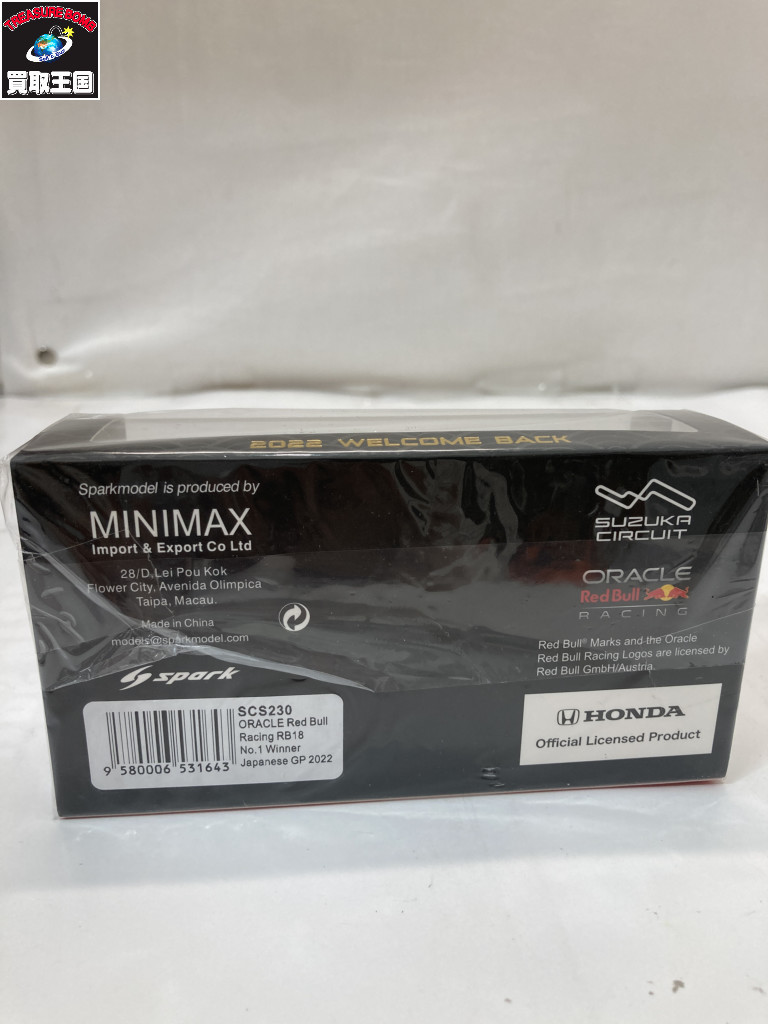 TREASURE BOMB
買取王国
2022 WELCOME BACK
Sparkmodel is produced by
MINIMAX
Import & Export Co Ltd
28/D,Lei Pou Kok
Flower City, Avenida Olimpica
Taipa, Macau.
Made in China
models@sparkmodel.com
spark
SUZUKA
CIRCUIT
ORACLE
Red Bull
RACING
Red Bull® Marks and the Oracle
Red Bull Racing Logos are licensed by
Red Bull GmbH/Austria.
SCS230
ORACLE Red Bull
Racing RB18
No.1 Winner
Japanese GP 2022
9 580006 531643
HONDA
Official Licensed Product